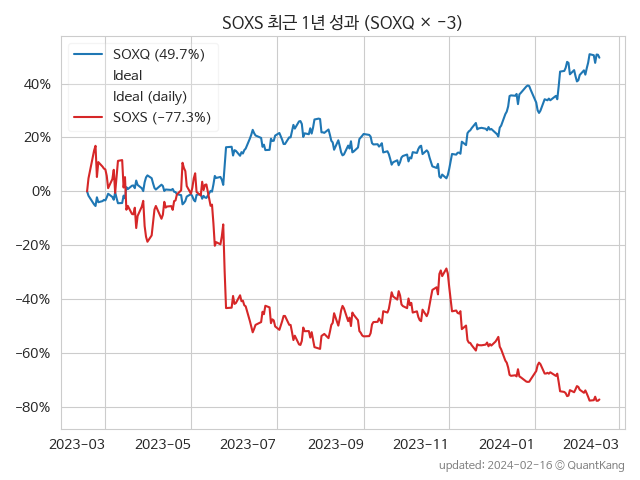 SOXS 최근 1년 성과 (SOXQ × −3)
SOXQ (49.7%)
Ideal
Ideal (daily)
SOXS (−77.3%)
40%
20%
0%
−20%
−40%
−60%
−80%
2023−03 2023−05 2023−07 2023−09 2023−11 2024−01 2024−03
updated: 2024-02-16 © QuantKang